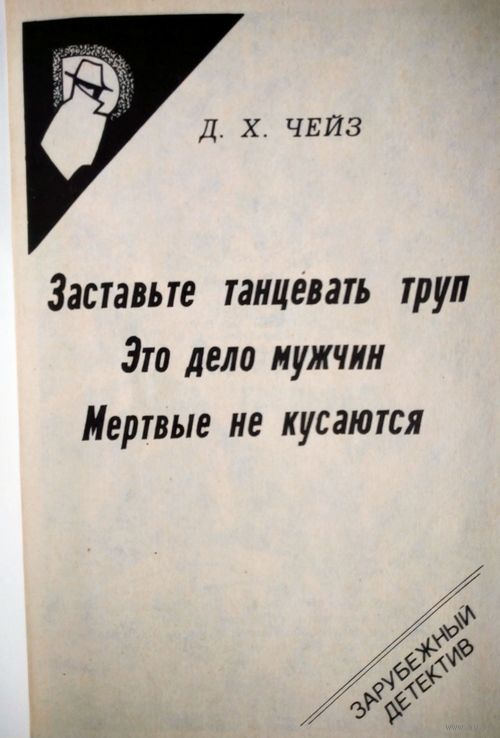 Д. Х. ЧЕЙЗ
Заставьте танцевать труп
Это дело мужчин
Мертвые не кусаются
ЗАРУБЕЖНЫЙ
ДЕТЕКТИВ